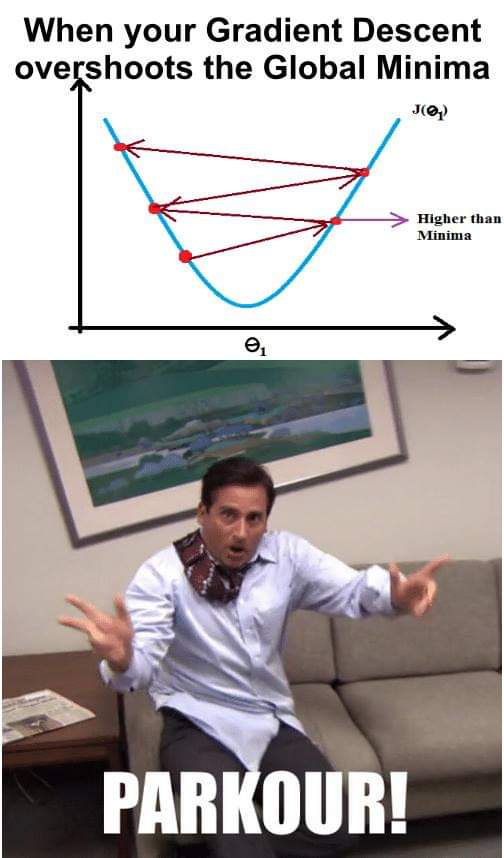 When your Gradient Descent
overshoots the Global Minima
J(Θ₁)
Higher than
Minima
Θ₁
PARKOUR!